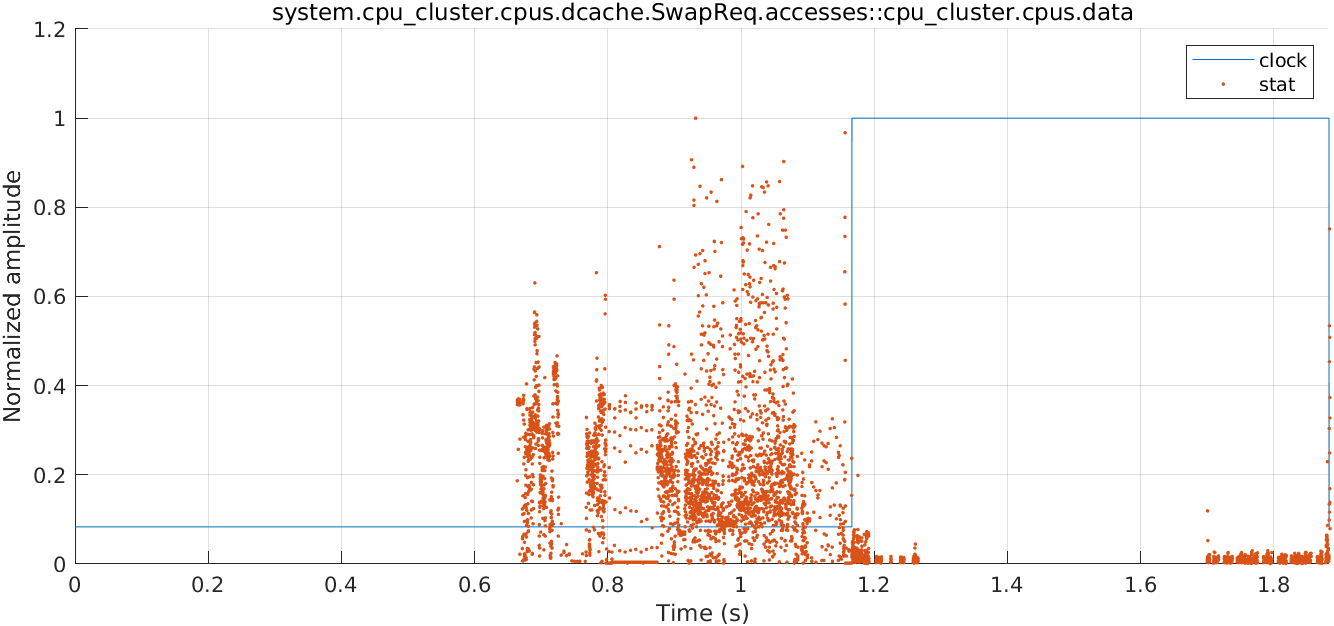 system.cpu_cluster.cpus.dcache.SwapReq.accesses::cpu_cluster.cpus.data
clock
stat
Normalized amplitude
1.2
1
0.8
0.6
0.4
0.2
0
0 0.2 0.4 0.6 0.8 1 1.2 1.4 1.6 1.8
Time (s)